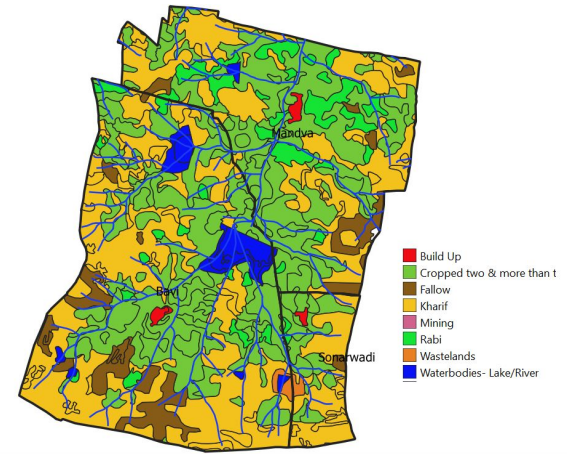 Mandva
Bavi
Sonarwadi
Build Up
Cropped two & more than t
Fallow
Kharif
Mining
Rabi
Wastelands
Waterbodies- Lake/River